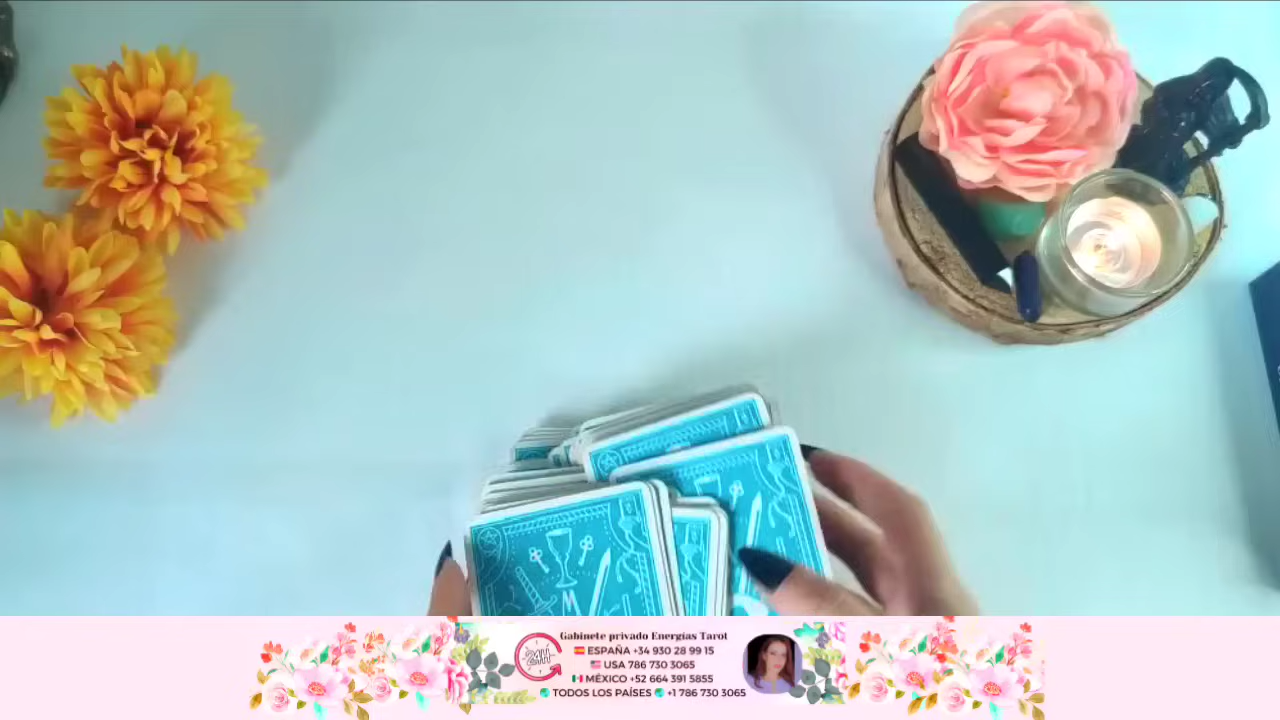 Gabinete privado Energías Tarot
ESPAÑA +34 930 28 99 15
USA 786 730 3065
MÉXICO +52 664 391 5855
TODOS LOS PAÍSES +1 786 730 3065